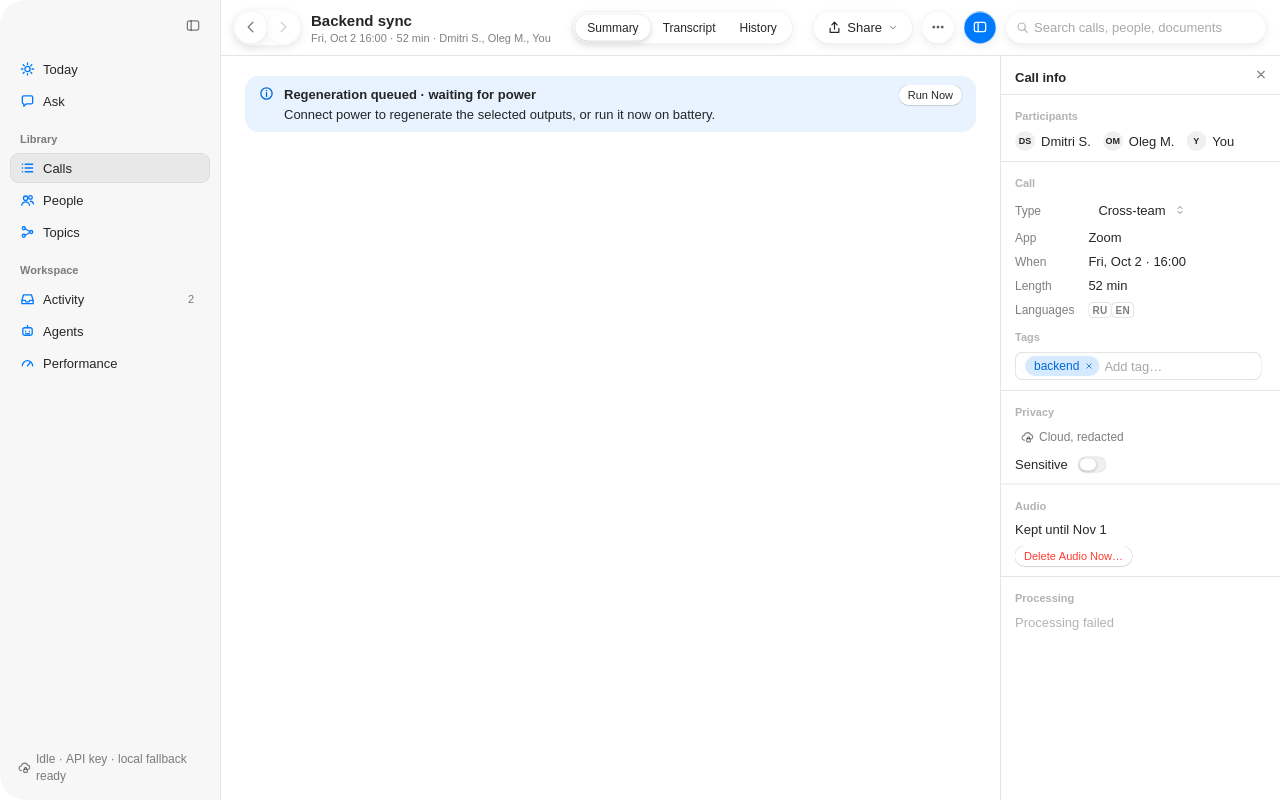 Today
Ask
Library
Calls
People
Topics
Workspace
Activity 2
Agents
Performance
Idle · API key · local fallback
ready
Backend sync
Fri, Oct 2 16:00 · 52 min · Dmitri S., Oleg M., You
Summary Transcript History
Share
Search calls, people, documents
Regeneration queued · waiting for power
Connect power to regenerate the selected outputs, or run it now on battery.
Run Now
Call info
Participants
DS Dmitri S. OM Oleg M. Y You
Call
Type Cross-team
App Zoom
When Fri, Oct 2 · 16:00
Length 52 min
Languages RU EN
Tags
backend × Add tag…
Privacy
Cloud, redacted
Sensitive
Audio
Kept until Nov 1
Delete Audio Now…
Processing
Processing failed